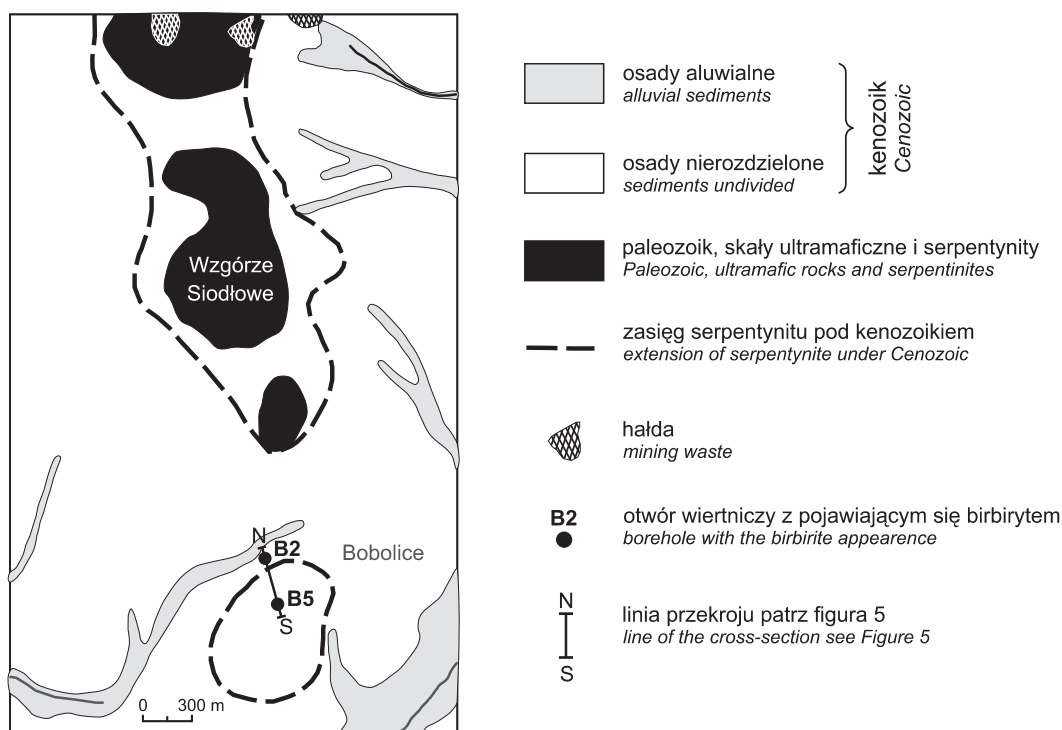 Wzgórze
Siodłowe
N
B2
Bobolice
B5
S
0 300 m
osady aluwialne
alluvial sediments
osady nierozdzielone
sediments undivided
kenozoik
Cenozoic
paleozoik, skały ultramaficzne i serpentynity
Paleozoic, ultramafic rocks and serpentinites
zasięg serpentynitu pod kenozoikiem
extension of serpentynite under Cenozoic
hałda
mining waste
B2
otwór wiertniczy z pojawiającym się birbirytem
borehole with the birbirite appearence
N
S
linia przekroju patrz figura 5
line of the cross-section see Figure 5